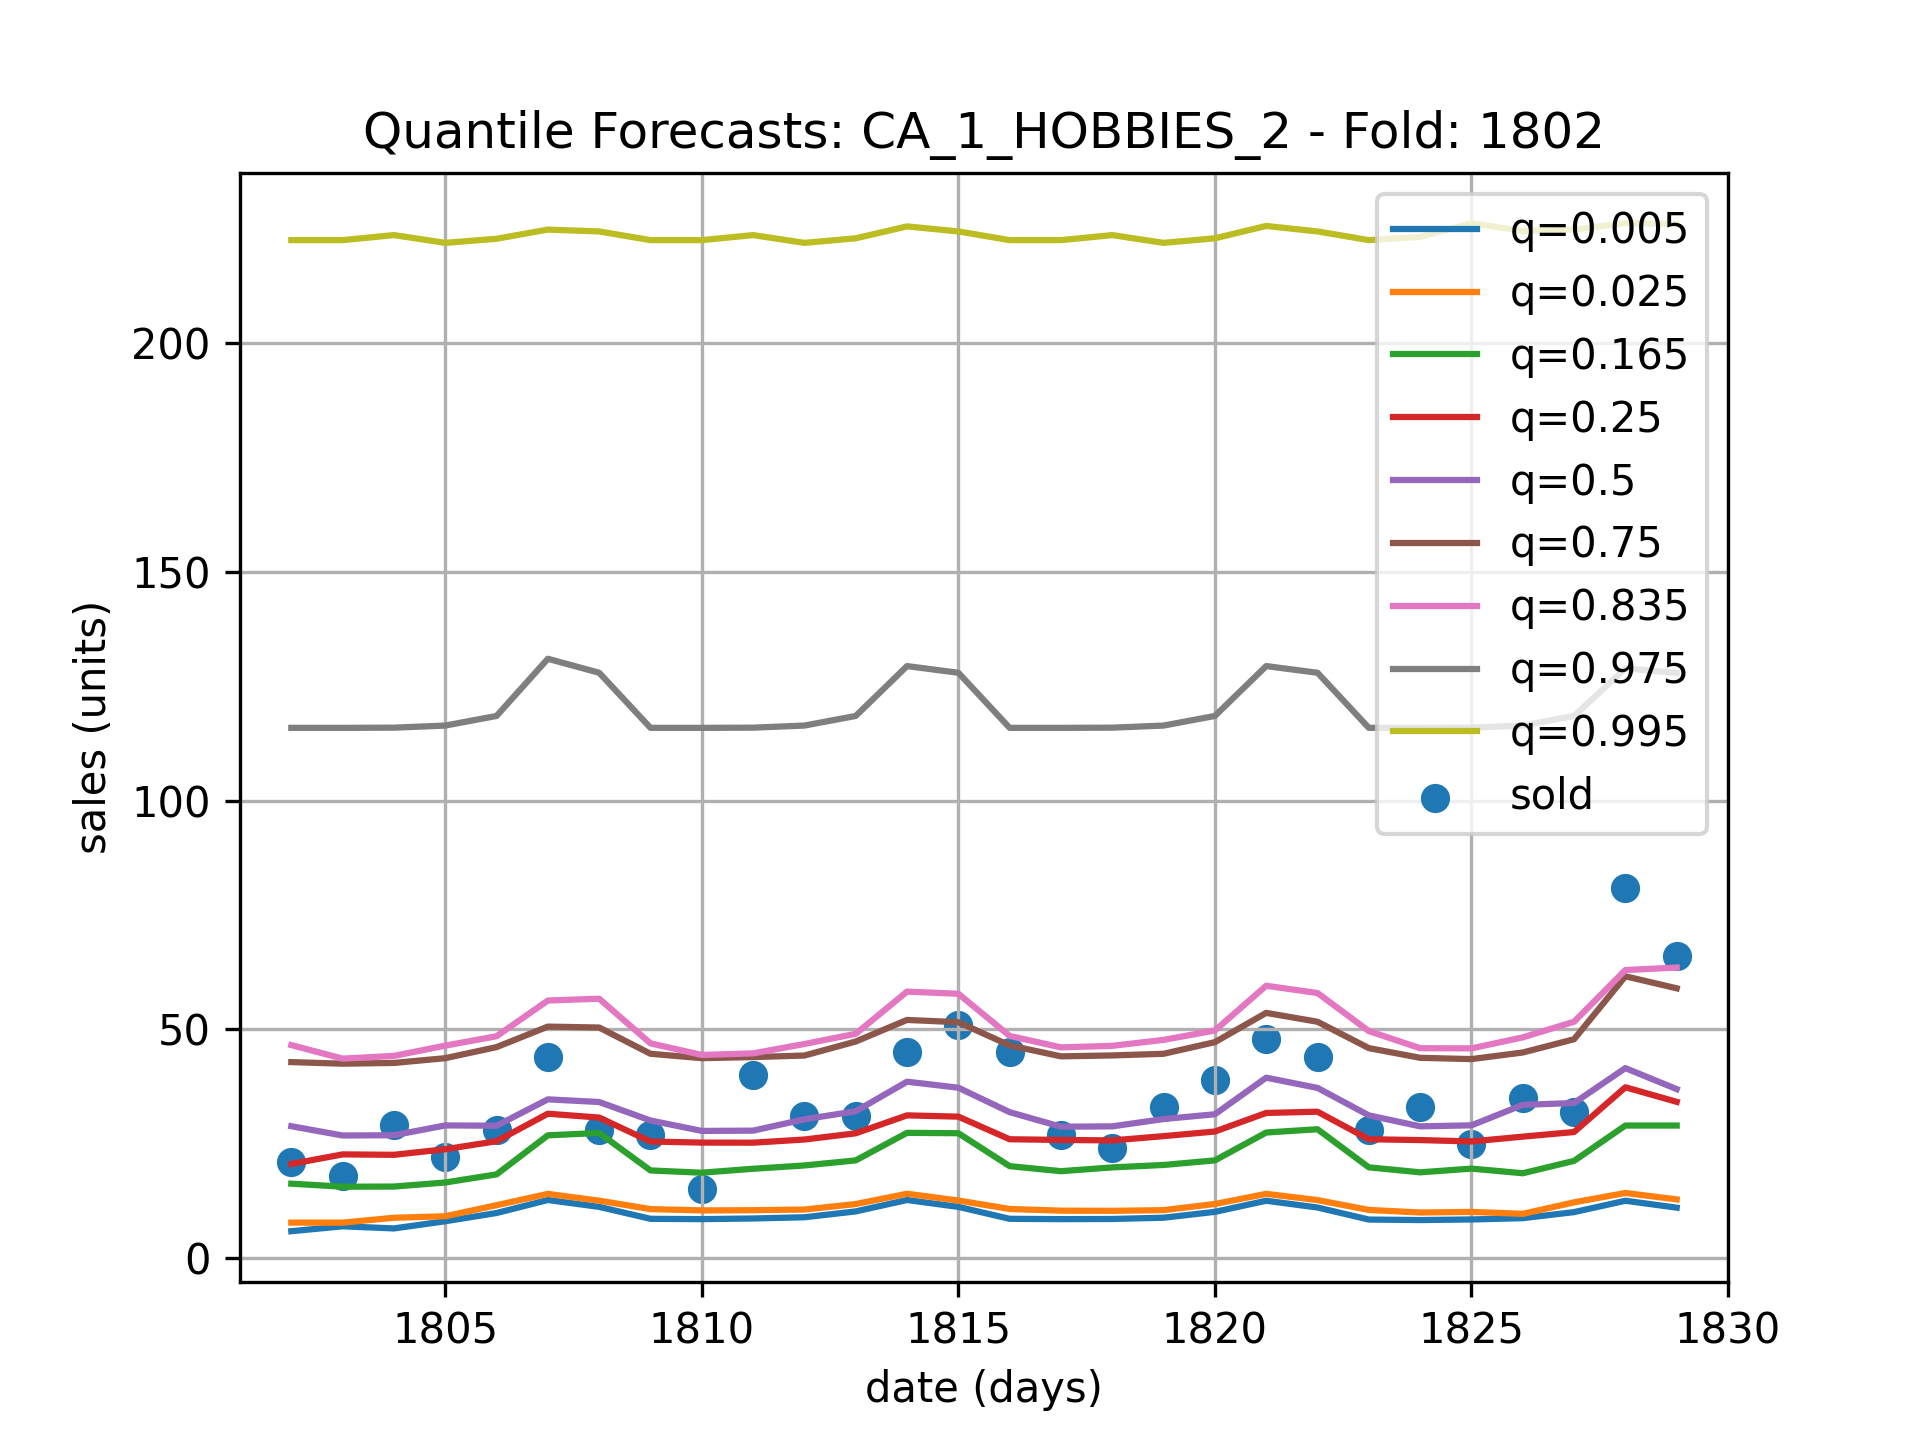 Quantile Forecasts: CA_1_HOBBIES_2 - Fold: 1802
q=0.005
q=0.025
q=0.165
q=0.25
q=0.5
q=0.75
q=0.835
q=0.975
q=0.995
sold
200
150
100
50
0
sales (units)
1805 1810 1815 1820 1825 1830
date (days)